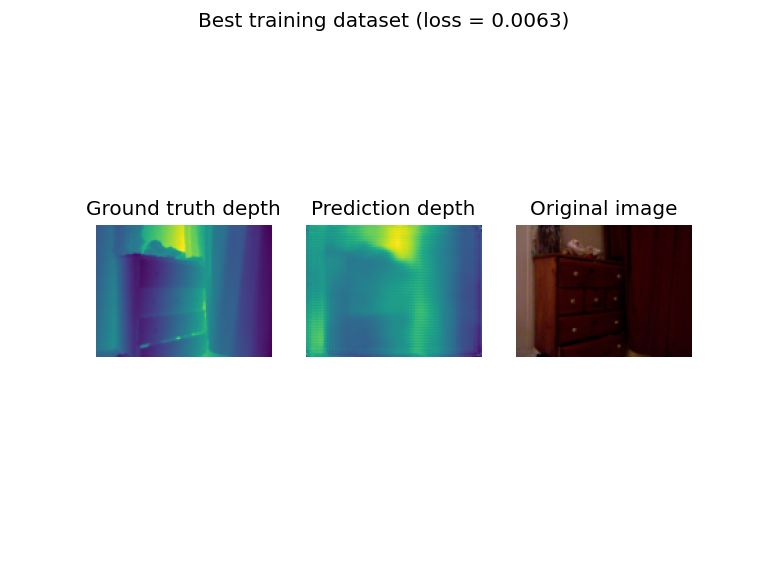 Best training dataset (loss = 0.0063)
Ground truth depth
Prediction depth
Original image